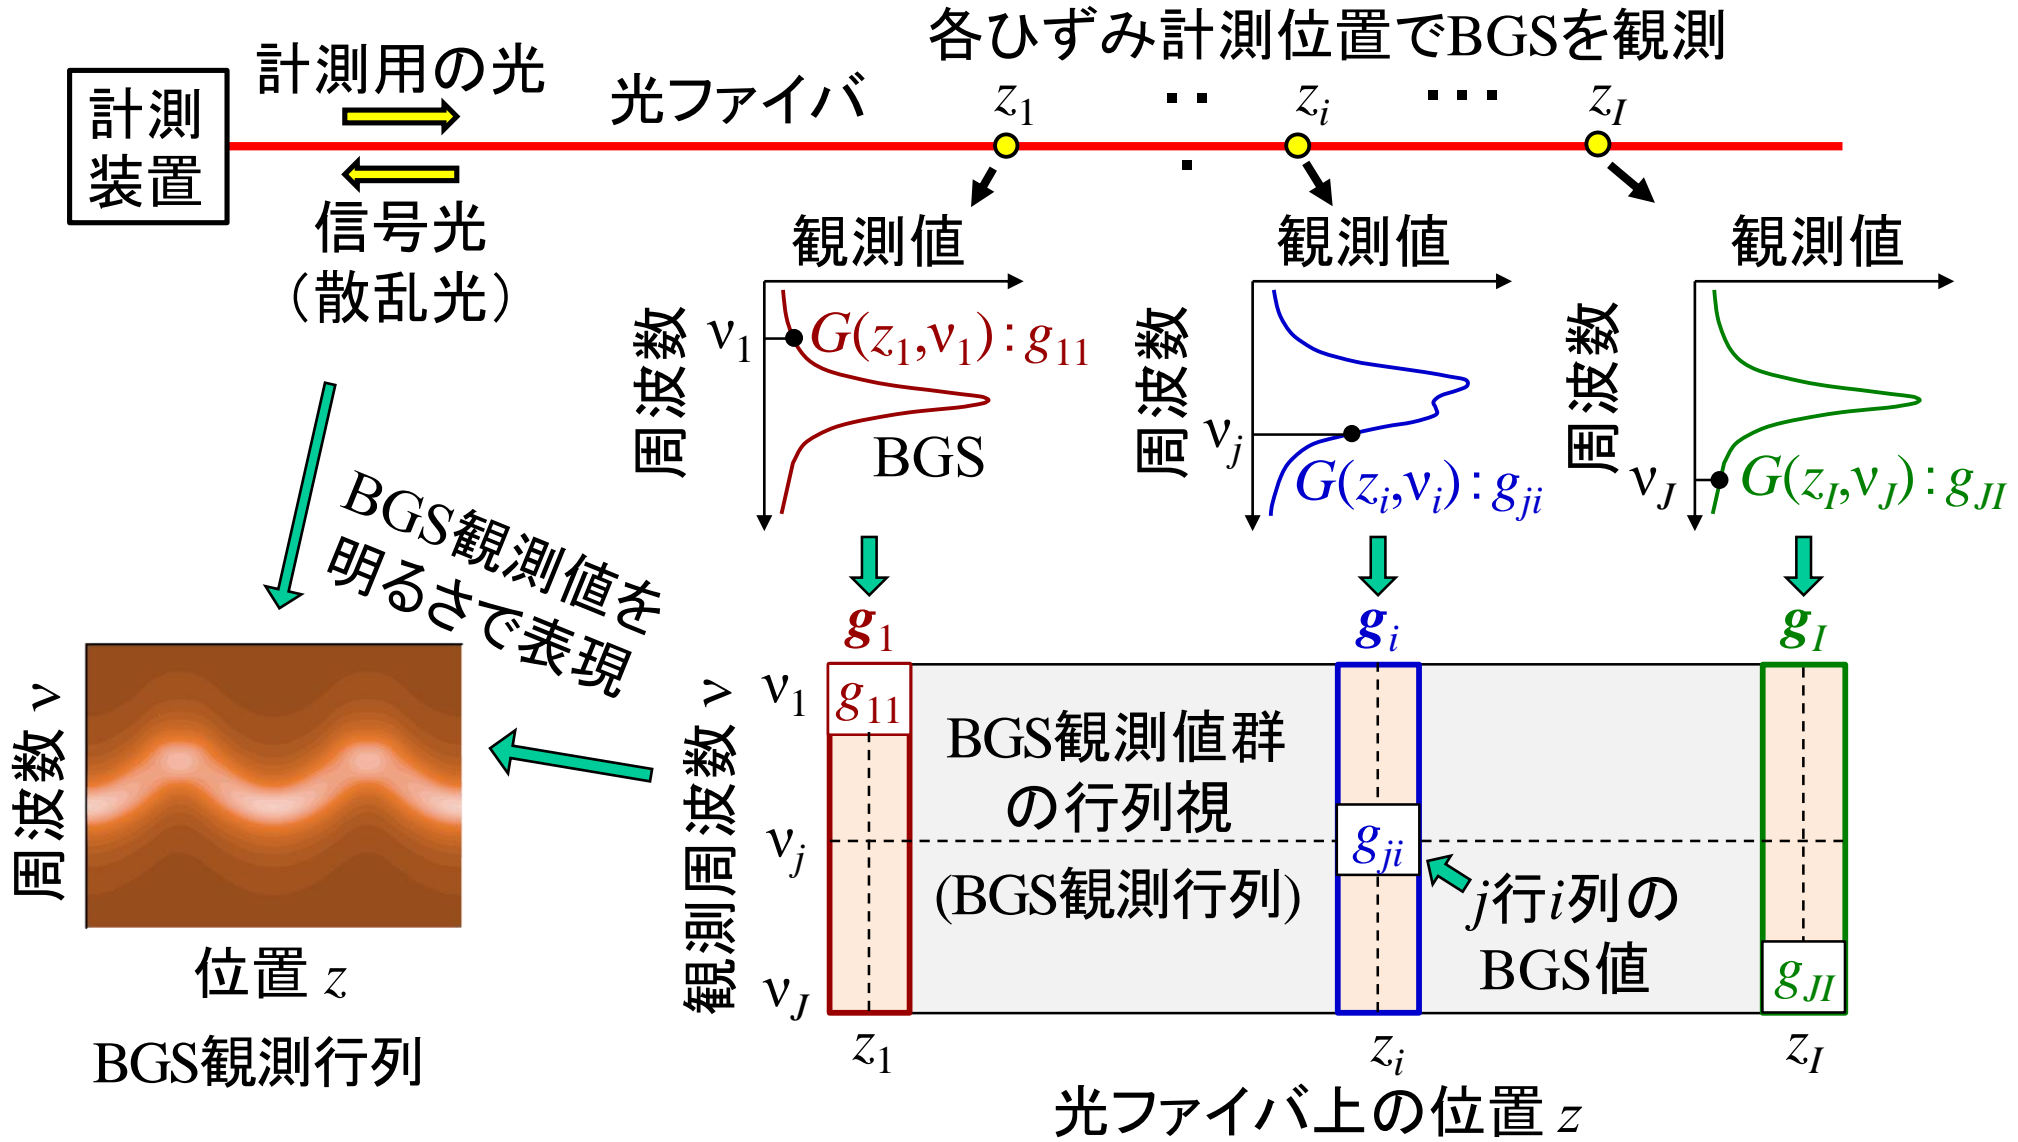 各ひずみ計測位置でBGSを観測
計測
装置
計測用の光
光ファイバ
z1
‥
.
zi
…
zI
信号光
（散乱光）
観測値
周波数
ν1
G(z1,ν1)：g11
BGS
観測値
周波数
νj
G(zi,νi)：gji
観測値
周波数
νJ
G(zI,νJ)：gJI
BGS観測値を
明るさで表現
周波数 ν
位置 z
BGS観測行列
g1
gi
gI
観測周波数 ν
ν1
νj
νJ
g11
BGS観測値群
の行列視
(BGS観測行列)
gji
j行i列の
BGS値
gJI
z1
zi
zI
光ファイバ上の位置 z